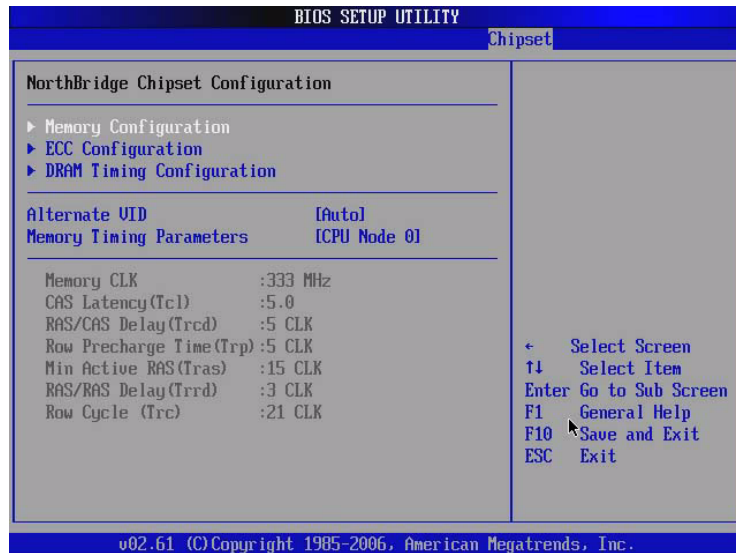 BIOS SETUP UTILITY
Chipset
NorthBridge Chipset Configuration
▶ Memory Configuration
▶ ECC Configuration
▶ DRAM Timing Configuration
Alternate VID [Auto]
Memory Timing Parameters [CPU Node 0]
Memory CLK :333 MHz
CAS Latency(Tcl) :5.0
RAS/CAS Delay(Trcd) :5 CLK
Row Precharge Time(Trp) :5 CLK
Min Active RAS(Tras) :15 CLK
RAS/RAS Delay(Trrd) :3 CLK
Row Cycle (Trc) :21 CLK
← Select Screen
↑↓ Select Item
Enter Go to Sub Screen
F1 General Help
F10 Save and Exit
ESC Exit
v02.61 (C)Copyright 1985-2006, American Megatrends, Inc.